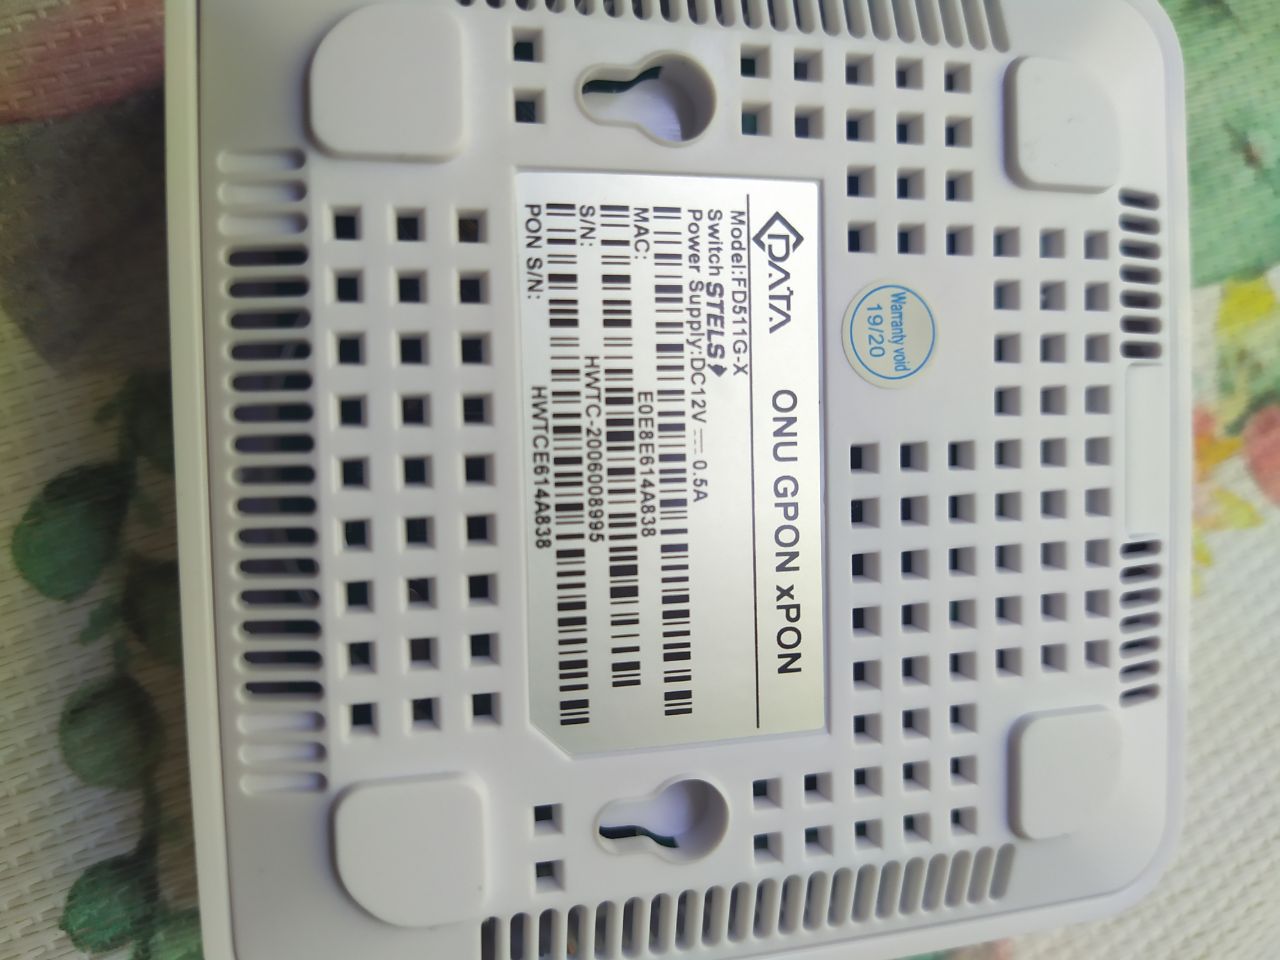 CDATA ONU GPON xPON
Model:FD511G-X
Switch STELS
Power Supply:DC12V ⎓ 0.5A
MAC: E0E8E614A838
S/N: HWTC-2006008995
PON S/N: HWTCE614A838
Warranty void
19/20